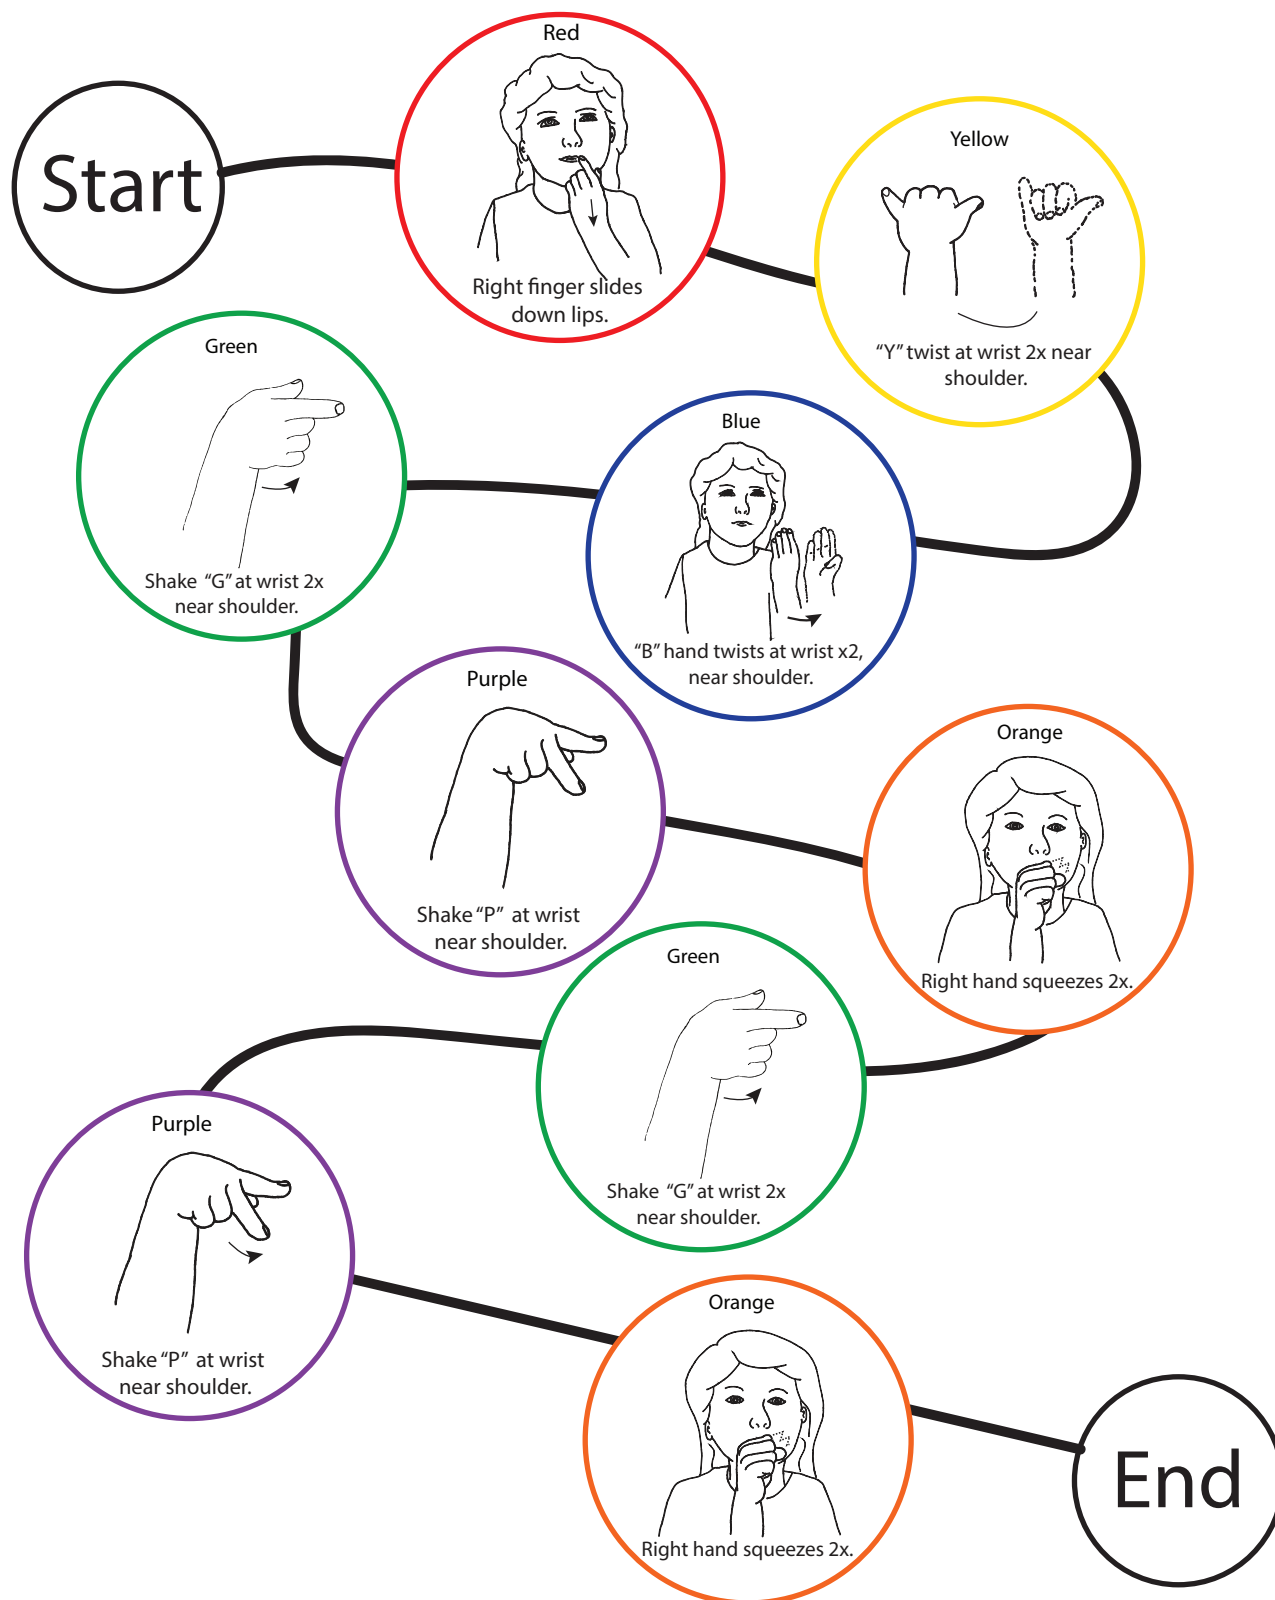 Start
Red
Right finger slides
down lips.
Yellow
“Y” twist at wrist 2x near
shoulder.
Blue
“B” hand twists at wrist x2,
near shoulder.
Green
Shake “G” at wrist 2x
near shoulder.
Purple
Shake “P” at wrist
near shoulder.
Orange
Right hand squeezes 2x.
Green
Shake “G” at wrist 2x
near shoulder.
Purple
Shake “P” at wrist
near shoulder.
Orange
Right hand squeezes 2x.
End